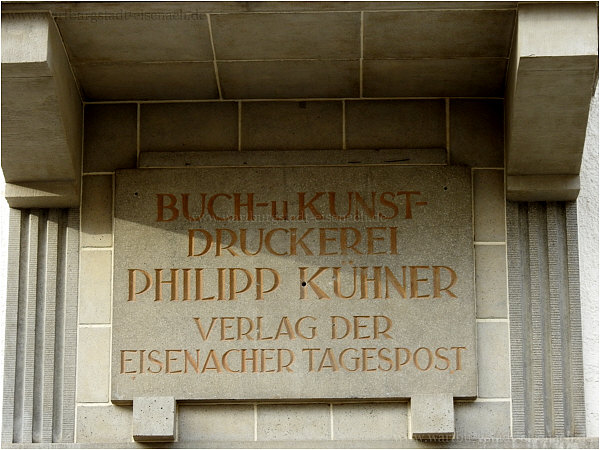 BUCH-u KUNST-
DRUCKEREI
PHILIPP KÜHNER
VERLAG DER
EISENACHER TAGESPOST